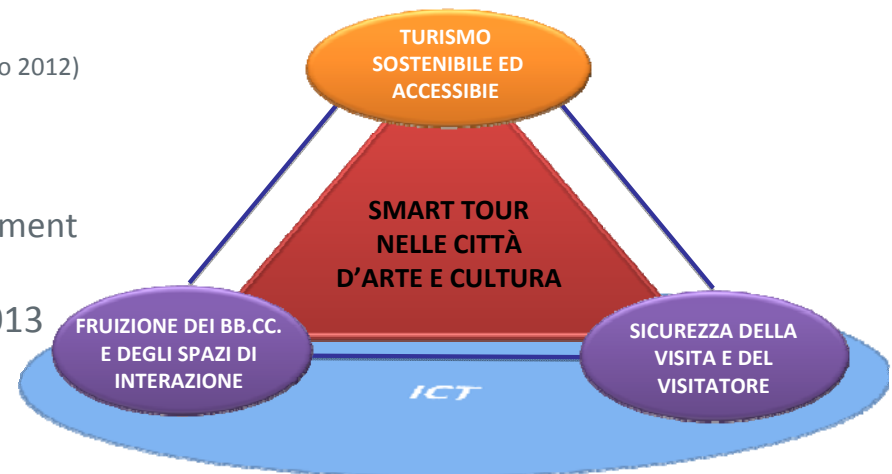 o 2012)
ment
013
TURISMO
SOSTENIBILE ED
ACCESSIBIE
SMART TOUR
NELLE CITTÀ
D’ARTE E CULTURA
FRUIZIONE DEI BB.CC.
E DEGLI SPAZI DI
INTERAZIONE
SICUREZZA DELLA
VISITA E DEL
VISITATORE
ICT